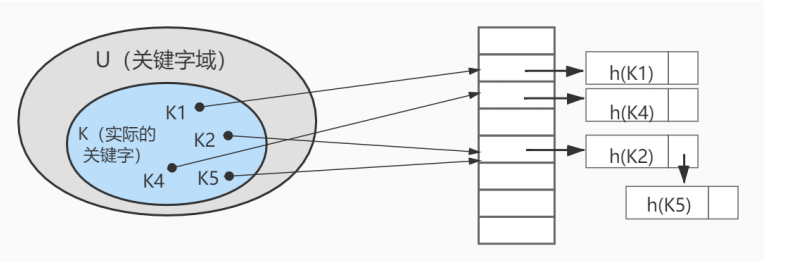 U（关键字域）
K1
K（实际的
关键字）
K2
K4
K5
h(K1)
h(K4)
h(K2)
h(K5)